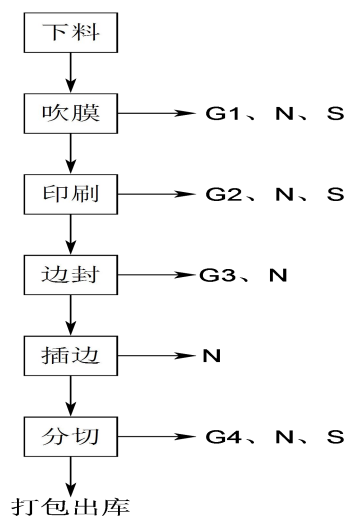 下料
吹膜 G1、N、S
印刷 G2、N、S
边封 G3、N
插边 N
分切 G4、N、S
打包出库